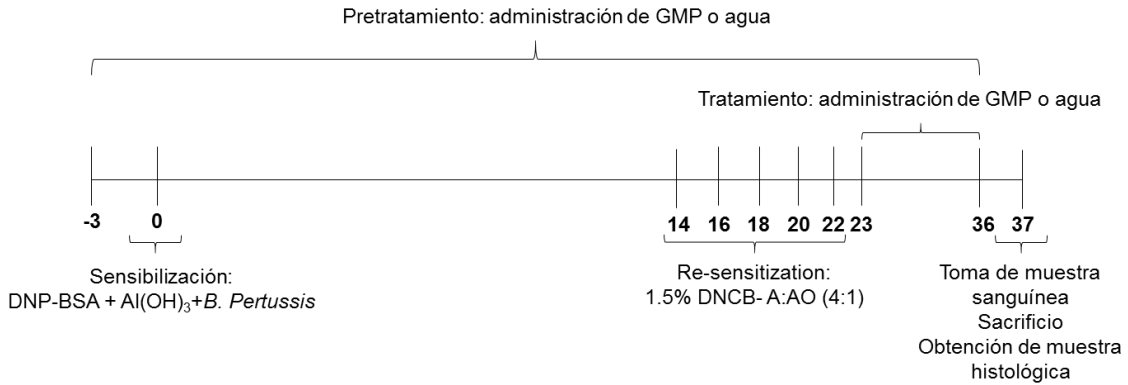 Pretratamiento: administración de GMP o agua
Tratamiento: administración de GMP o agua
-3 0 14 16 18 20 22 23 36 37
Sensibilización:
DNP-BSA + Al(OH)₃+B. Pertussis
Re-sensitization:
1.5% DNCB- A:AO (4:1)
Toma de muestra
sanguínea
Sacrificio
Obtención de muestra
histológica